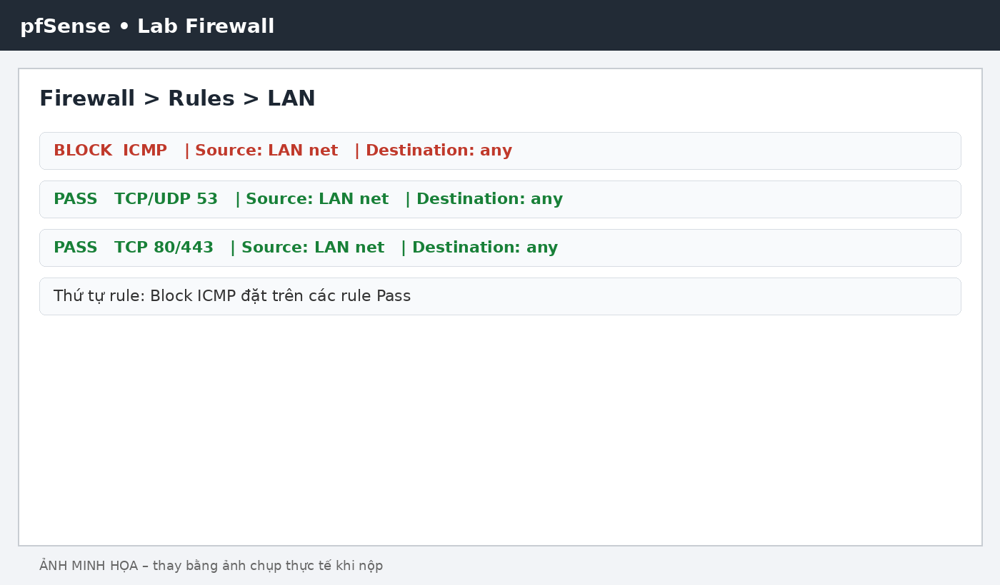 pfSense • Lab Firewall
Firewall > Rules > LAN
BLOCK ICMP | Source: LAN net | Destination: any
PASS TCP/UDP 53 | Source: LAN net | Destination: any
PASS TCP 80/443 | Source: LAN net | Destination: any
Thứ tự rule: Block ICMP đặt trên các rule Pass
ẢNH MINH HỌA – thay bằng ảnh chụp thực tế khi nộp